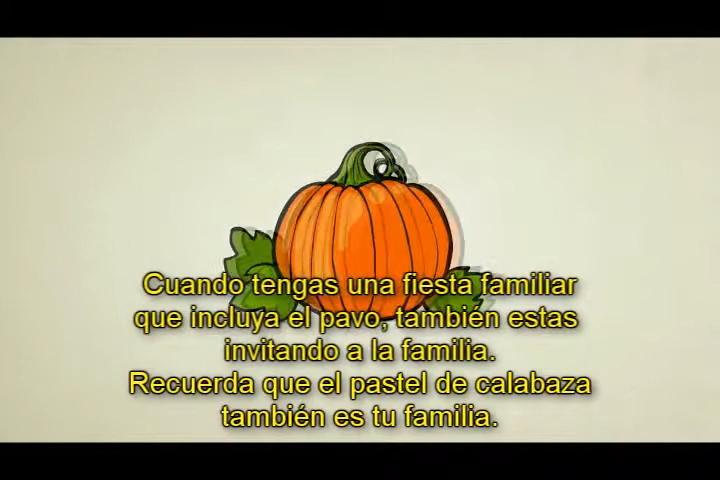 Cuando tengas una fiesta familiar
que incluya el pavo, también estas
invitando a la familia.
Recuerda que el pastel de calabaza
también es tu familia.